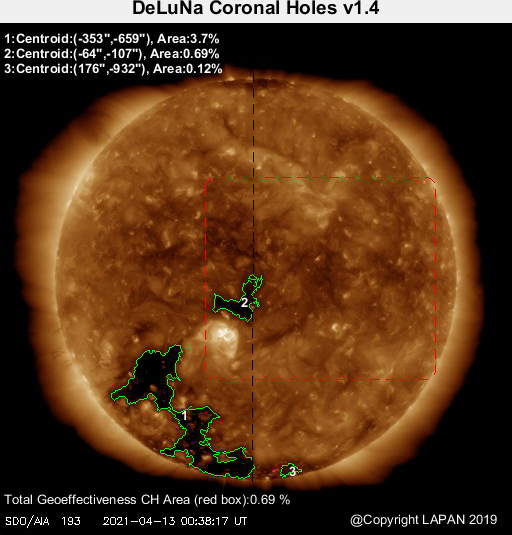 DeLuNa Coronal Holes v1.4
1:Centroid:(-353",-659"), Area:3.7%
2:Centroid:(-64",-107"), Area:0.69%
3:Centroid:(176",-932"), Area:0.12%
2
1
3
Total Geoeffectiveness CH Area (red box):0.69 %
SDO/AIA 193 2021-04-13 00:38:17 UT
@Copyright LAPAN 2019